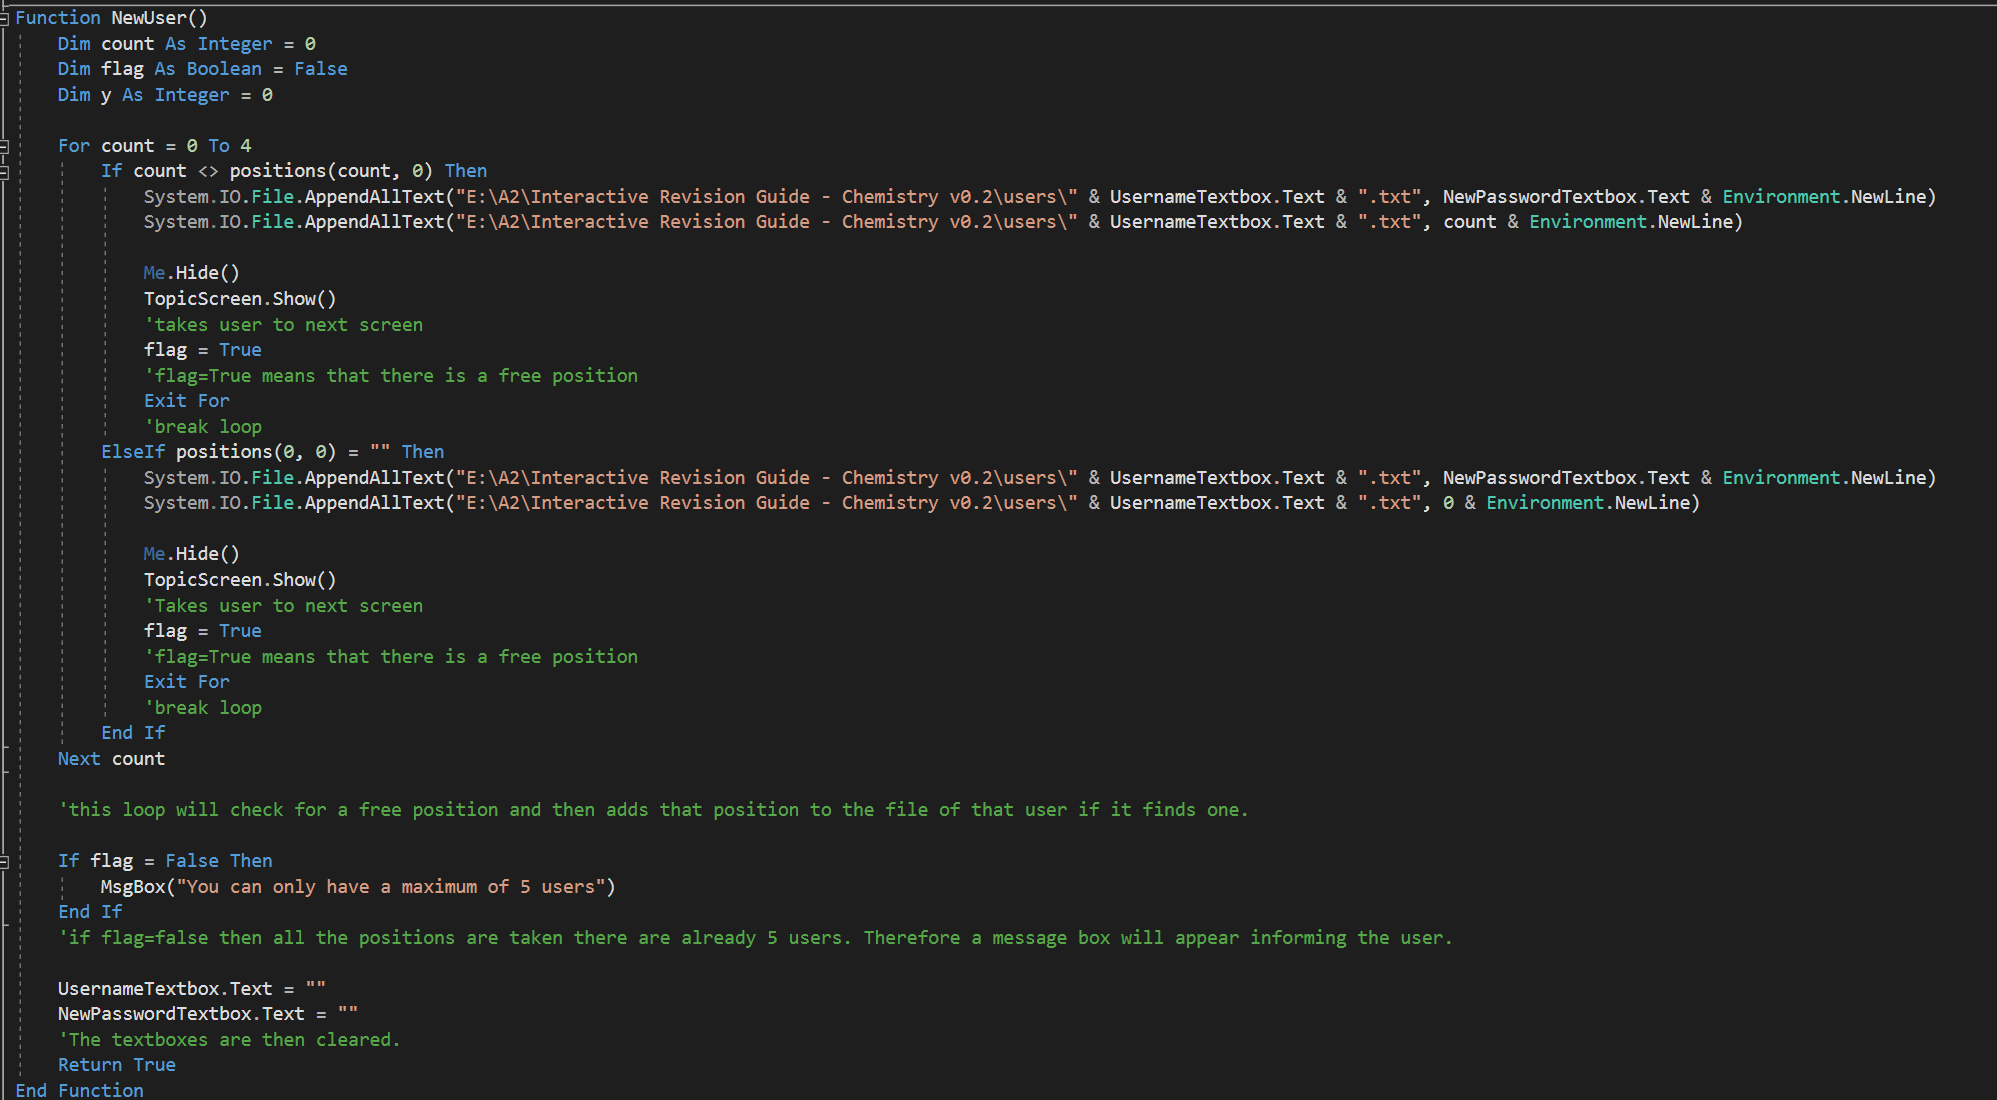 Function NewUser()
Dim count As Integer = 0
Dim flag As Boolean = False
Dim y As Integer = 0
For count = 0 To 4
If count <> positions(count, 0) Then
System.IO.File.AppendAllText("E:\A2\Interactive Revision Guide - Chemistry v0.2\users\" & UsernameTextbox.Text & ".txt", NewPasswordTextbox.Text & Environment.NewLine)
System.IO.File.AppendAllText("E:\A2\Interactive Revision Guide - Chemistry v0.2\users\" & UsernameTextbox.Text & ".txt", count & Environment.NewLine)
Me.Hide()
TopicScreen.Show()
'takes user to next screen
flag = True
'flag=True means that there is a free position
Exit For
'break loop
ElseIf positions(0, 0) = "" Then
System.IO.File.AppendAllText("E:\A2\Interactive Revision Guide - Chemistry v0.2\users\" & UsernameTextbox.Text & ".txt", NewPasswordTextbox.Text & Environment.NewLine)
System.IO.File.AppendAllText("E:\A2\Interactive Revision Guide - Chemistry v0.2\users\" & UsernameTextbox.Text & ".txt", 0 & Environment.NewLine)
Me.Hide()
TopicScreen.Show()
'Takes user to next screen
flag = True
'flag=True means that there is a free position
Exit For
'break loop
End If
Next count
'this loop will check for a free position and then adds that position to the file of that user if it finds one.
If flag = False Then
MsgBox("You can only have a maximum of 5 users")
End If
'if flag=false then all the positions are taken there are already 5 users. Therefore a message box will appear informing the user.
UsernameTextbox.Text = ""
NewPasswordTextbox.Text = ""
'The textboxes are then cleared.
Return True
End Function